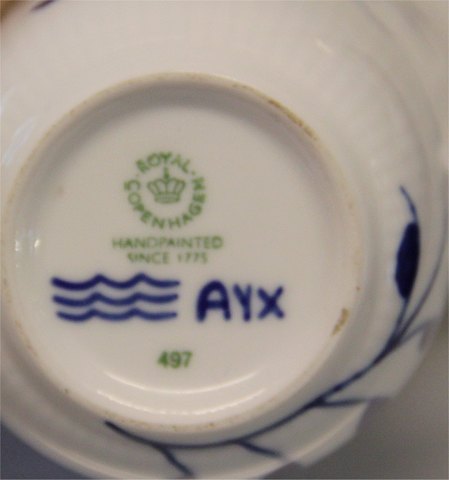 ROYAL
COPENHAGEN
HANDPAINTED
SINCE 1775
AYX
497